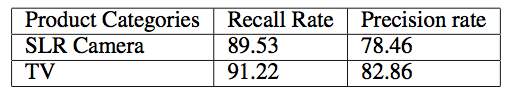 Product Categories Recall Rate Precision rate
SLR Camera 89.53 78.46
TV 91.22 82.86